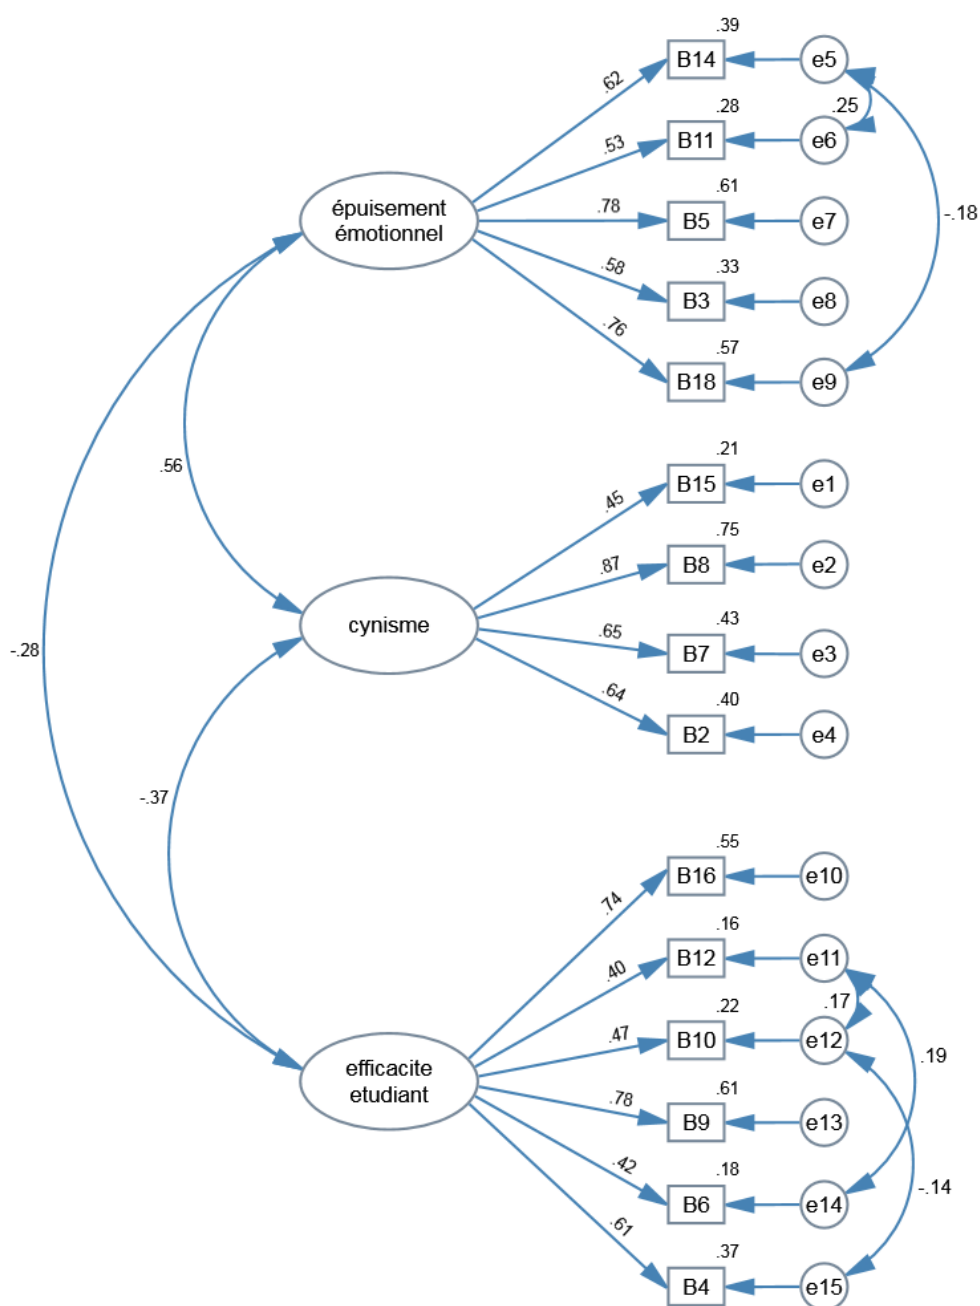 .39
B14
e5
.62
.25
.28
B11
e6
.53
.61
B5
e7
.78
-.18
épuisement
émotionnel
.33
B3
e8
.58
.57
B18
e9
.76
.56
.21
B15
e1
.45
.75
B8
e2
.87
cynisme
.43
B7
e3
.65
.40
B2
e4
.64
-.28
-.37
.55
B16
e10
.74
.16
B12
e11
.40
.17
.22
B10
e12
.47
.19
efficacite
etudiant
.61
B9
e13
.78
.18
B6
e14
.42
-.14
.37
B4
e15
.61